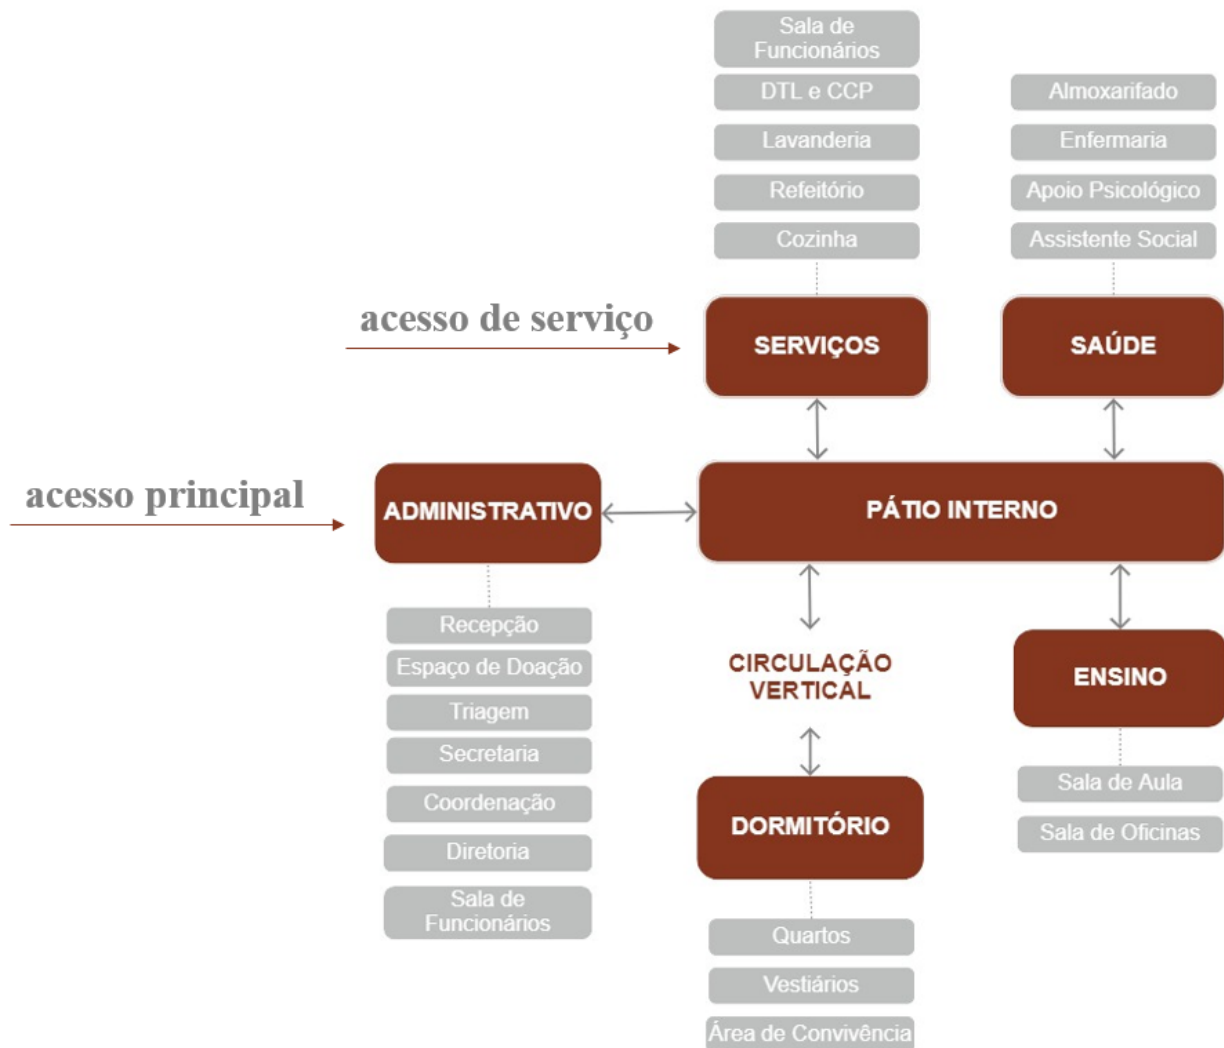 Sala de
Funcionários
DTL e CCP
Lavanderia
Refeitório
Cozinha
Almoxarifado
Enfermaria
Apoio Psicológico
Assistente Social
acesso de serviço
SERVIÇOS
SAÚDE
acesso principal
ADMINISTRATIVO
PÁTIO INTERNO
Recepção
Espaço de Doação
Triagem
Secretaria
Coordenação
Diretoria
Sala de
Funcionários
CIRCULAÇÃO
VERTICAL
DORMITÓRIO
Quartos
Vestiários
Área de Convivência
ENSINO
Sala de Aula
Sala de Oficinas